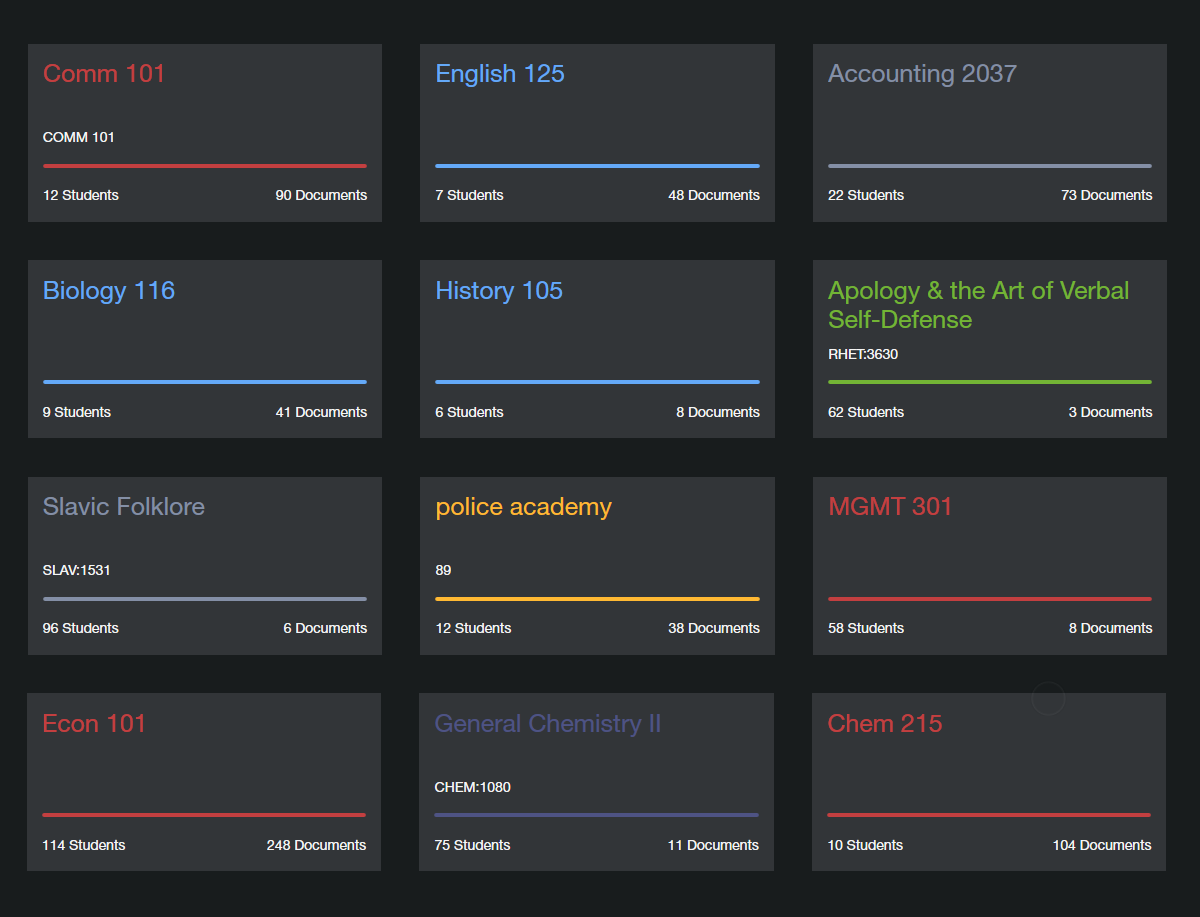 Comm 101
COMM 101
12 Students 90 Documents
English 125
7 Students 48 Documents
Accounting 2037
22 Students 73 Documents
Biology 116
9 Students 41 Documents
History 105
6 Students 8 Documents
Apology & the Art of Verbal
Self-Defense
RHET:3630
62 Students 3 Documents
Slavic Folklore
SLAV:1531
96 Students 6 Documents
police academy
89
12 Students 38 Documents
MGMT 301
58 Students 8 Documents
Econ 101
114 Students 248 Documents
General Chemistry II
CHEM:1080
75 Students 11 Documents
Chem 215
10 Students 104 Documents